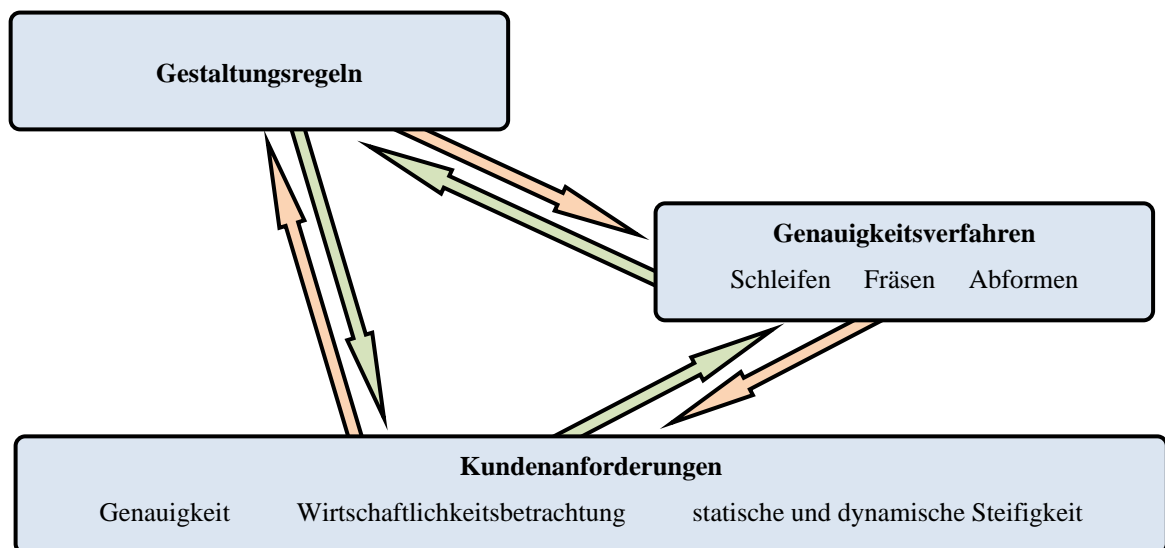 Gestaltungsregeln
Genauigkeitsverfahren
Schleifen Fräsen Abformen
Kundenanforderungen
Genauigkeit Wirtschaftlichkeitsbetrachtung statische und dynamische Steifigkeit